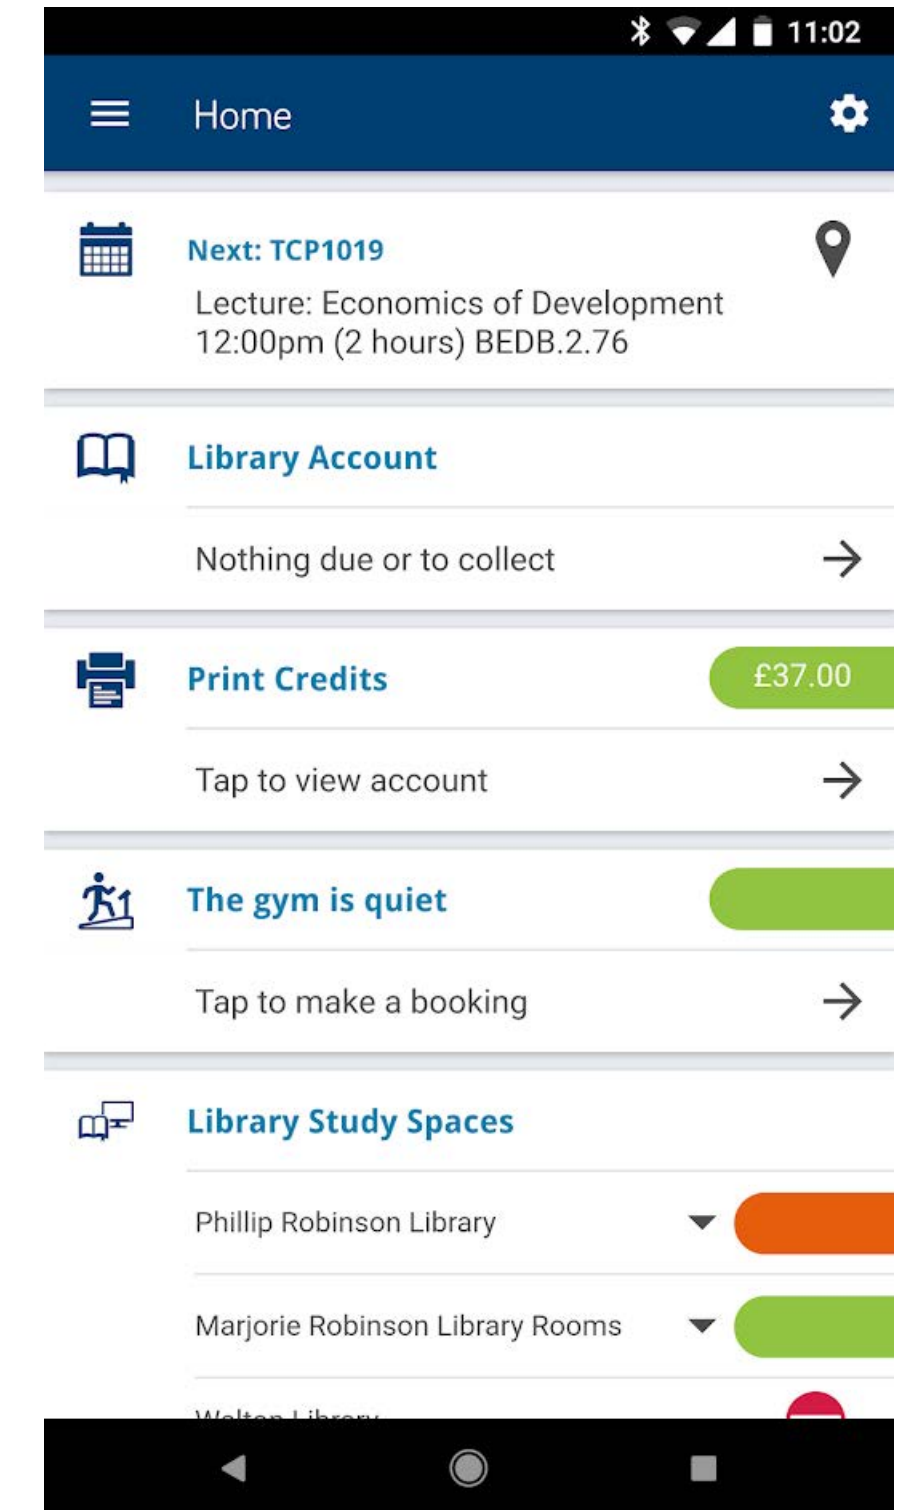 11:02
Home
Next: TCP1019
Lecture: Economics of Development
12:00pm (2 hours) BEDB.2.76
Library Account
Nothing due or to collect
Print Credits
£37.00
Tap to view account
The gym is quiet
Tap to make a booking
Library Study Spaces
Phillip Robinson Library
Marjorie Robinson Library Rooms
Walton Library